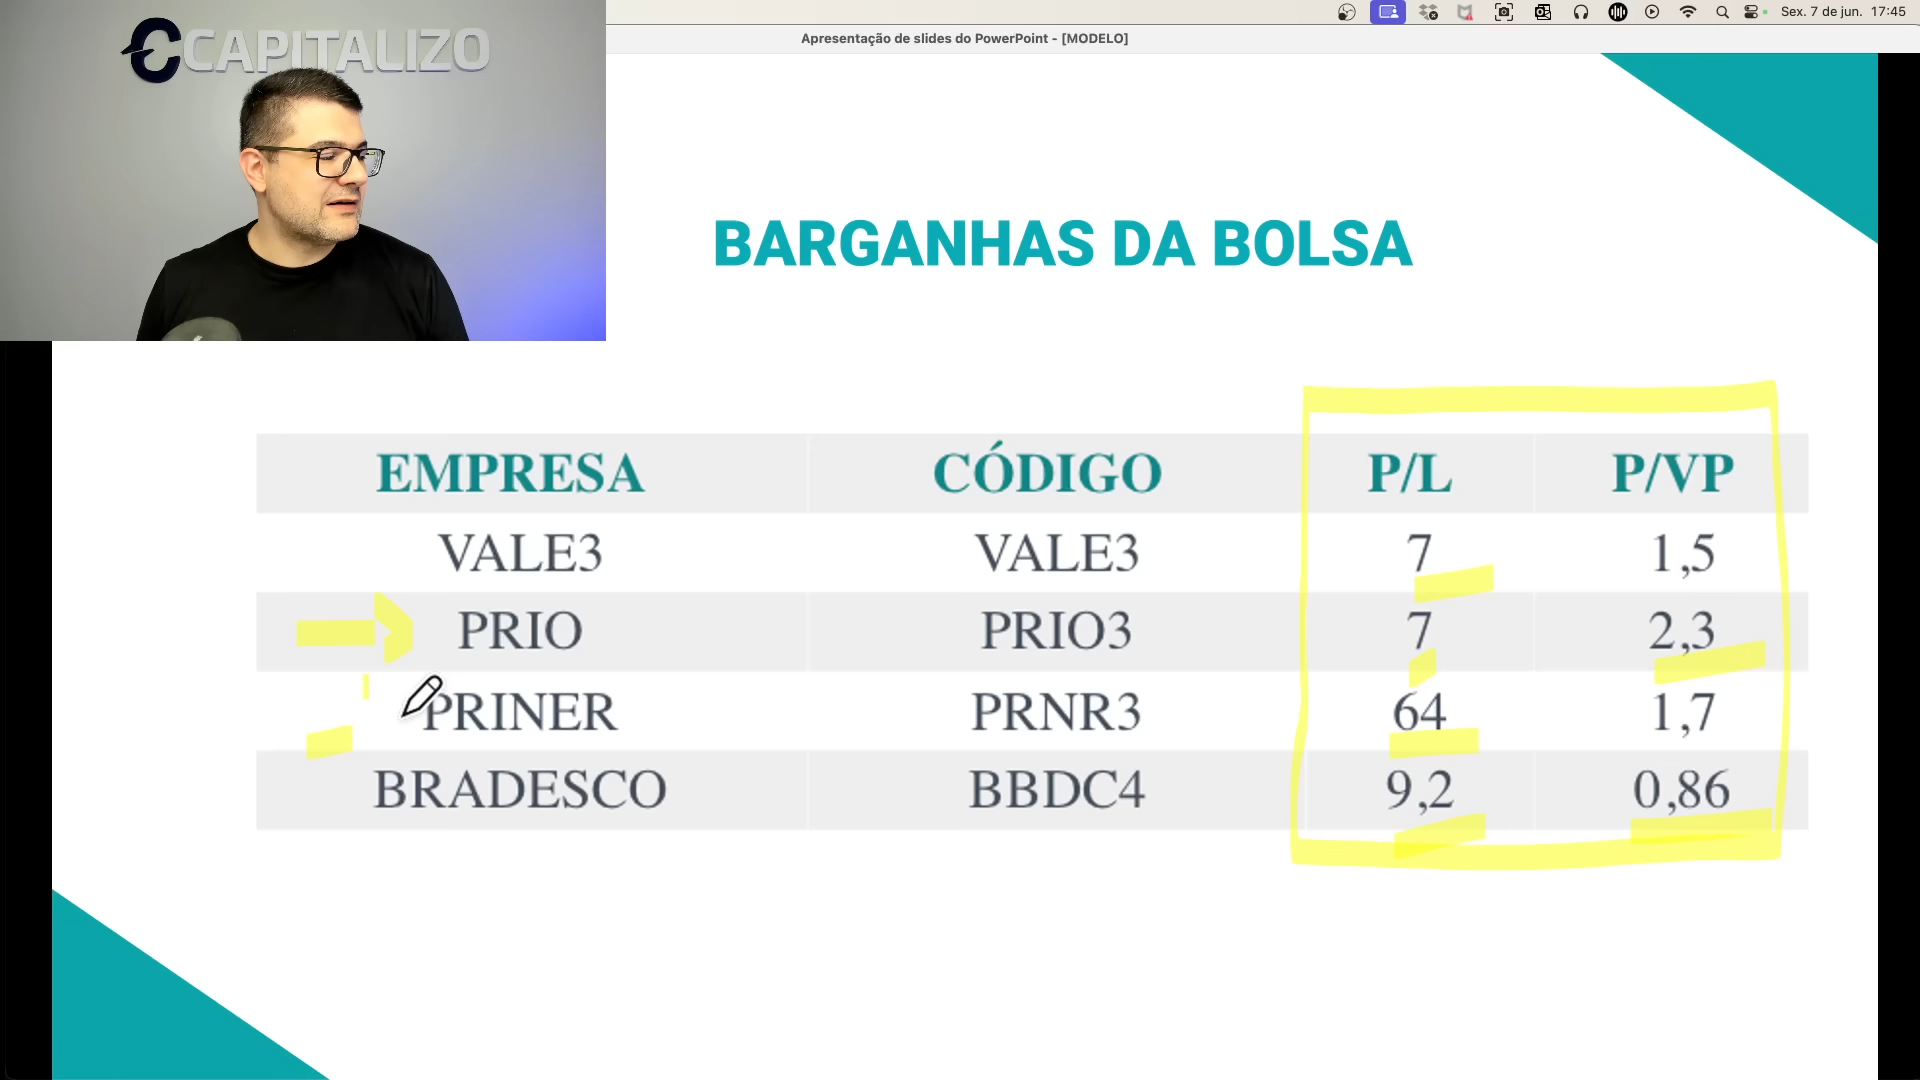 CAPITALIZO
Sex. 7 de jun. 17:45
Apresentação de slides do PowerPoint - [MODELO]
BARGANHAS DA BOLSA
EMPRESA CÓDIGO P/L P/VP
VALE3 VALE3 7 1,5
PRIO PRIO3 7 2,3
PRINER PRNR3 64 1,7
BRADESCO BBDC4 9,2 0,86